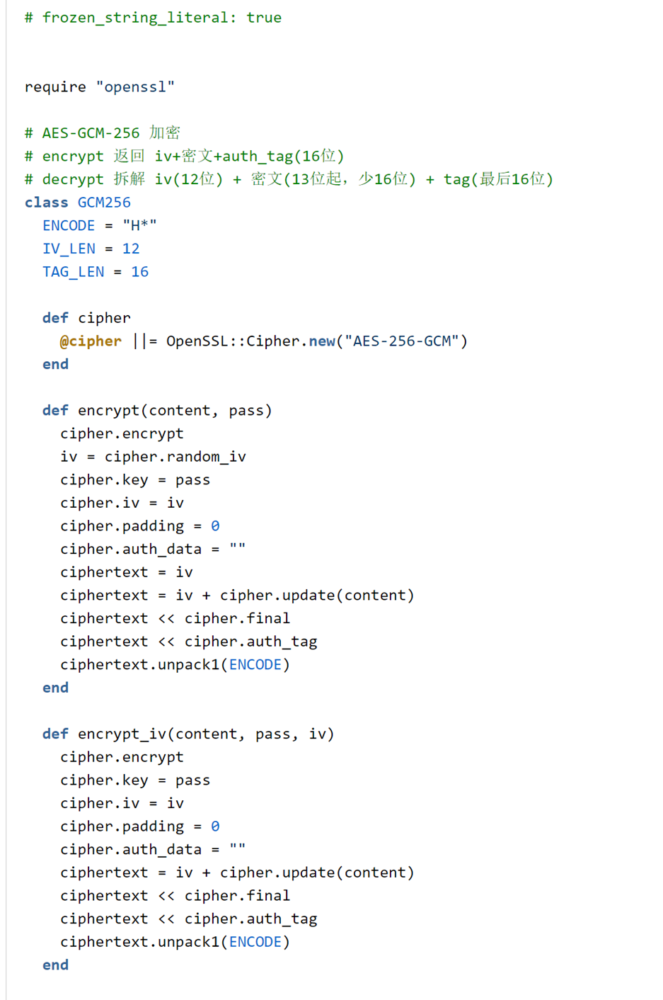 # frozen_string_literal: true
require "openssl"
# AES-GCM-256 加密
# encrypt 返回 iv+密文+auth_tag(16位)
# decrypt 拆解 iv(12位) + 密文(13位起，少16位) + tag(最后16位)
class GCM256
  ENCODE = "H*"
  IV_LEN = 12
  TAG_LEN = 16
  def cipher
    @cipher ||= OpenSSL::Cipher.new("AES-256-GCM")
  end
  def encrypt(content, pass)
    cipher.encrypt
    iv = cipher.random_iv
    cipher.key = pass
    cipher.iv = iv
    cipher.padding = 0
    cipher.auth_data = ""
    ciphertext = iv
    ciphertext = iv + cipher.update(content)
    ciphertext << cipher.final
    ciphertext << cipher.auth_tag
    ciphertext.unpack1(ENCODE)
  end
  def encrypt_iv(content, pass, iv)
    cipher.encrypt
    cipher.key = pass
    cipher.iv = iv
    cipher.padding = 0
    cipher.auth_data = ""
    ciphertext = iv + cipher.update(content)
    ciphertext << cipher.final
    ciphertext << cipher.auth_tag
    ciphertext.unpack1(ENCODE)
  end